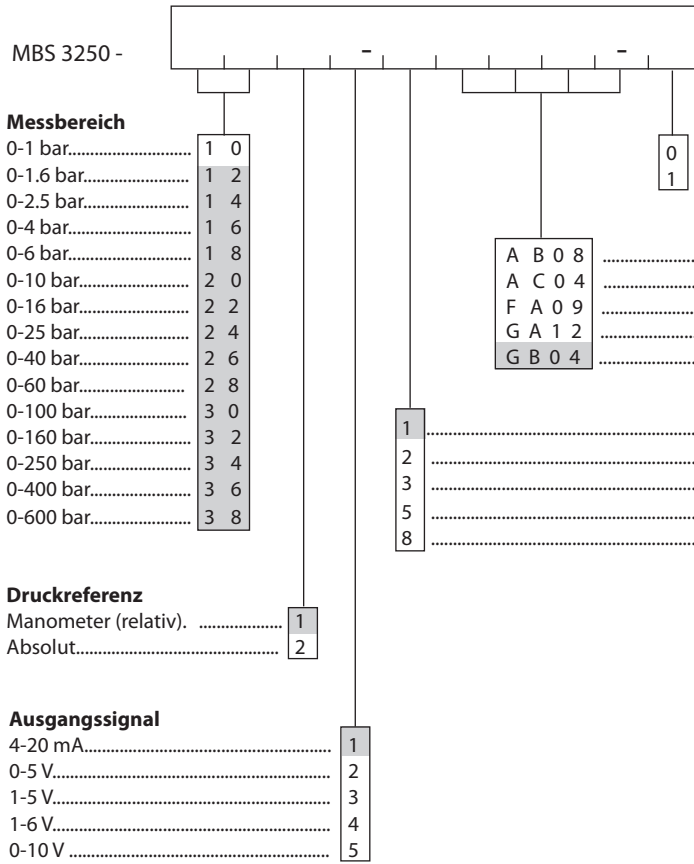 MBS 3250 -
–
–
Messbereich
0-1 bar........................... 1 0
0-1.6 bar......................... 1 2
0-2.5 bar......................... 1 4
0-4 bar........................... 1 6
0-6 bar........................... 1 8
0-10 bar.......................... 2 0
0-16 bar.......................... 2 2
0-25 bar.......................... 2 4
0-40 bar.......................... 2 6
0-60 bar.......................... 2 8
0-100 bar........................ 3 0
0-160 bar........................ 3 2
0-250 bar........................ 3 4
0-400 bar........................ 3 6
0-600 bar........................ 3 8
0
1
A B 0 8 ....................
A C 0 4 ....................
F A 0 9 ....................
G A 1 2 ....................
G B 0 4 ....................
1 ..............................................
2 ..............................................
3 ..............................................
5 ..............................................
8 ..............................................
Druckreferenz
Manometer (relativ). .................... 1
Absolut................................................ 2
Ausgangssignal
4-20 mA.......................................................... 1
0-5 V................................................................ 2
1-5 V................................................................ 3
1-6 V................................................................ 4
0-10 V ............................................................. 5